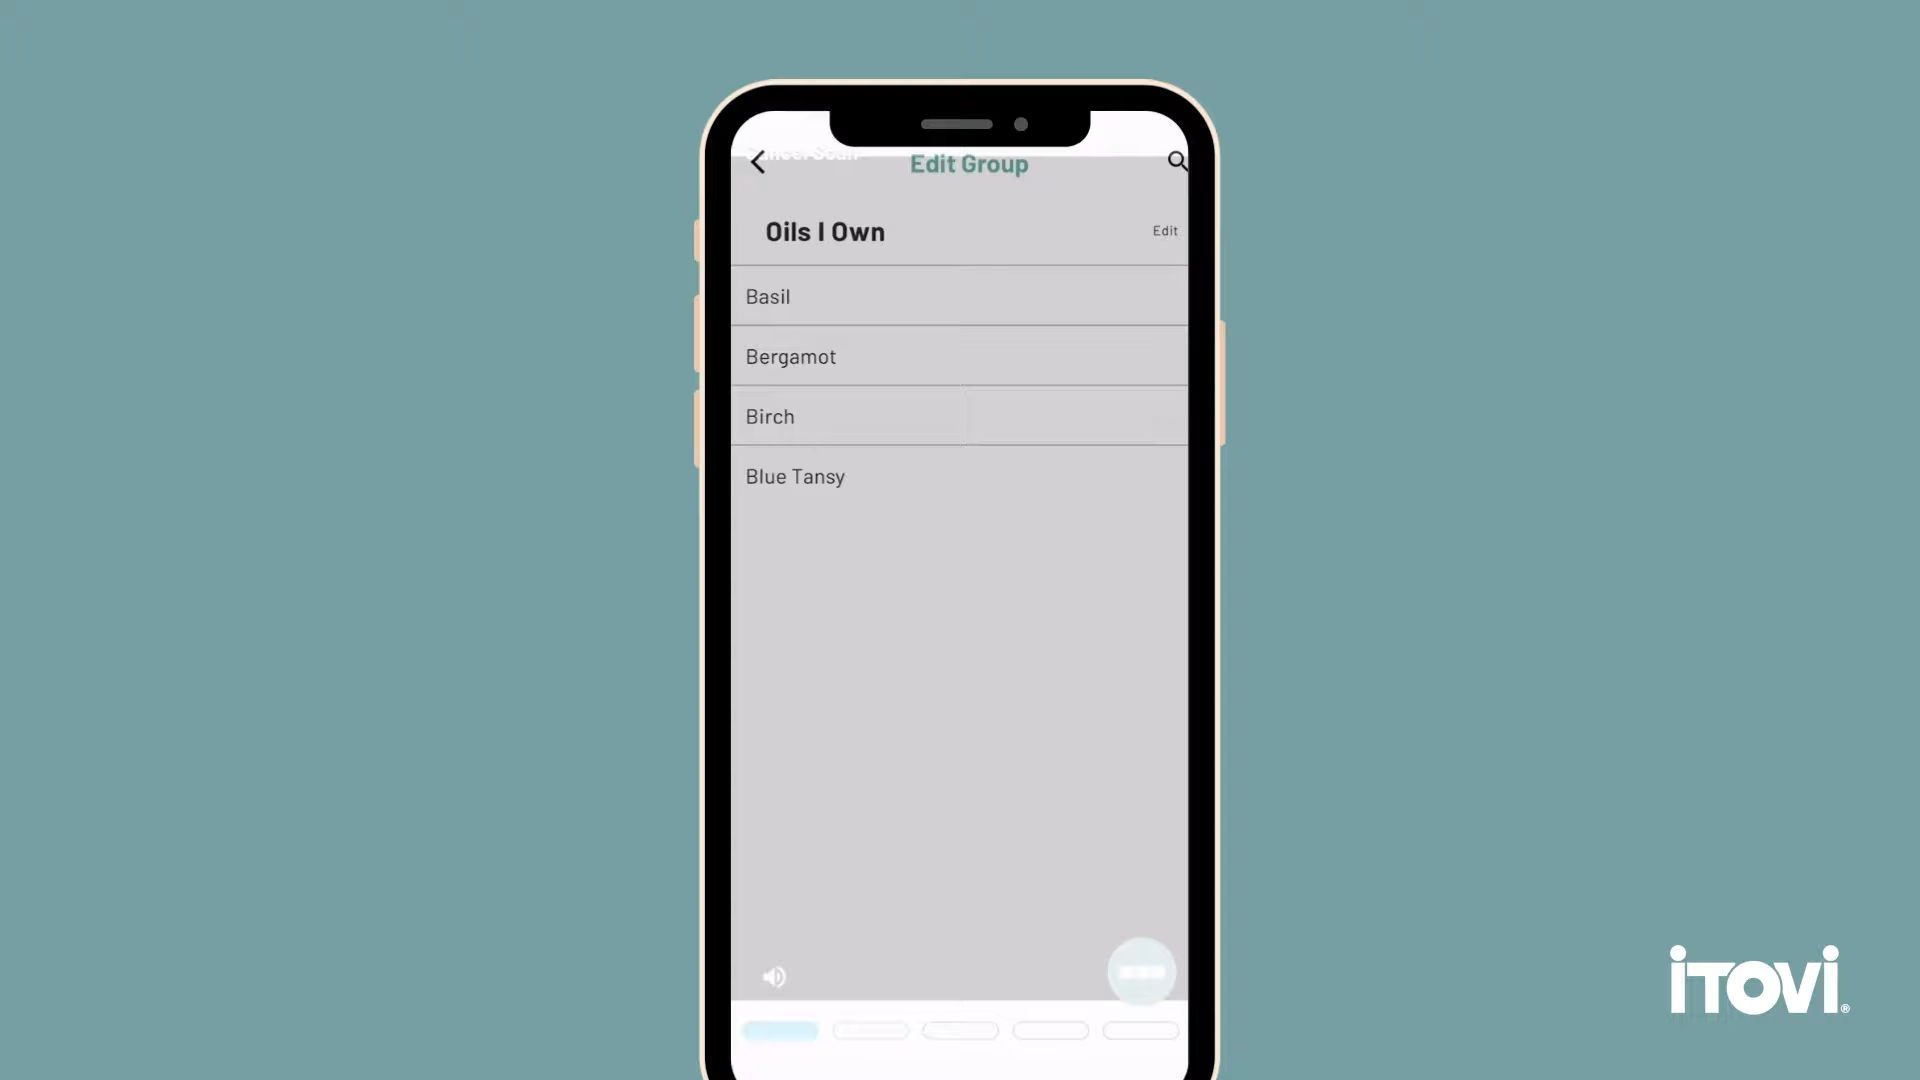 Edit Group
Oils I Own
Edit
Basil
Bergamot
Birch
Blue Tansy
iTOVi®